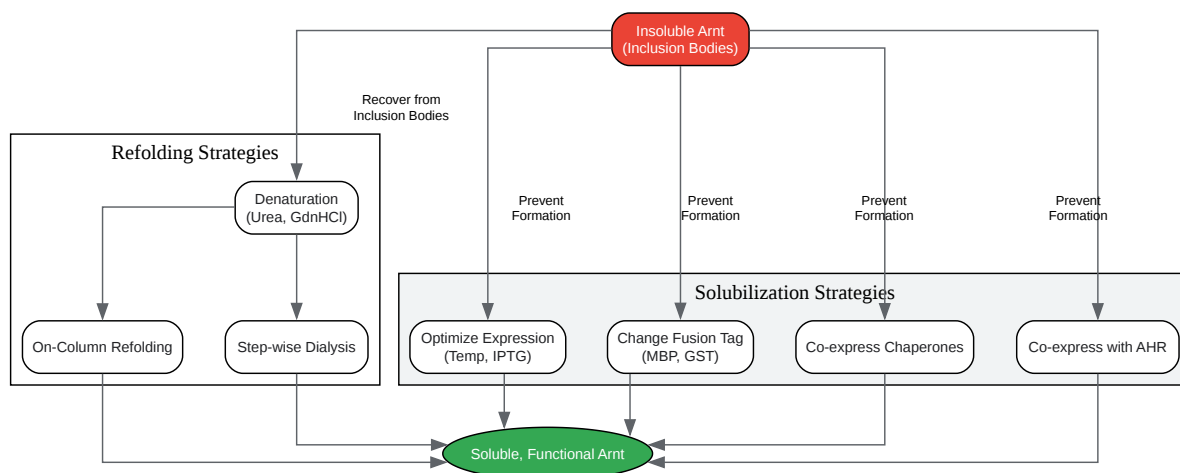 Insoluble Arnt
(Inclusion Bodies)
Recover from
Inclusion Bodies
Refolding Strategies
Denaturation
(Urea, GdnHCl)
Prevent
Formation
Prevent
Formation
Prevent
Formation
Prevent
Formation
Solubilization Strategies
On-Column Refolding
Step-wise Dialysis
Optimize Expression
(Temp, IPTG)
Change Fusion Tag
(MBP, GST)
Co-express Chaperones
Co-express with AHR
Soluble, Functional Arnt